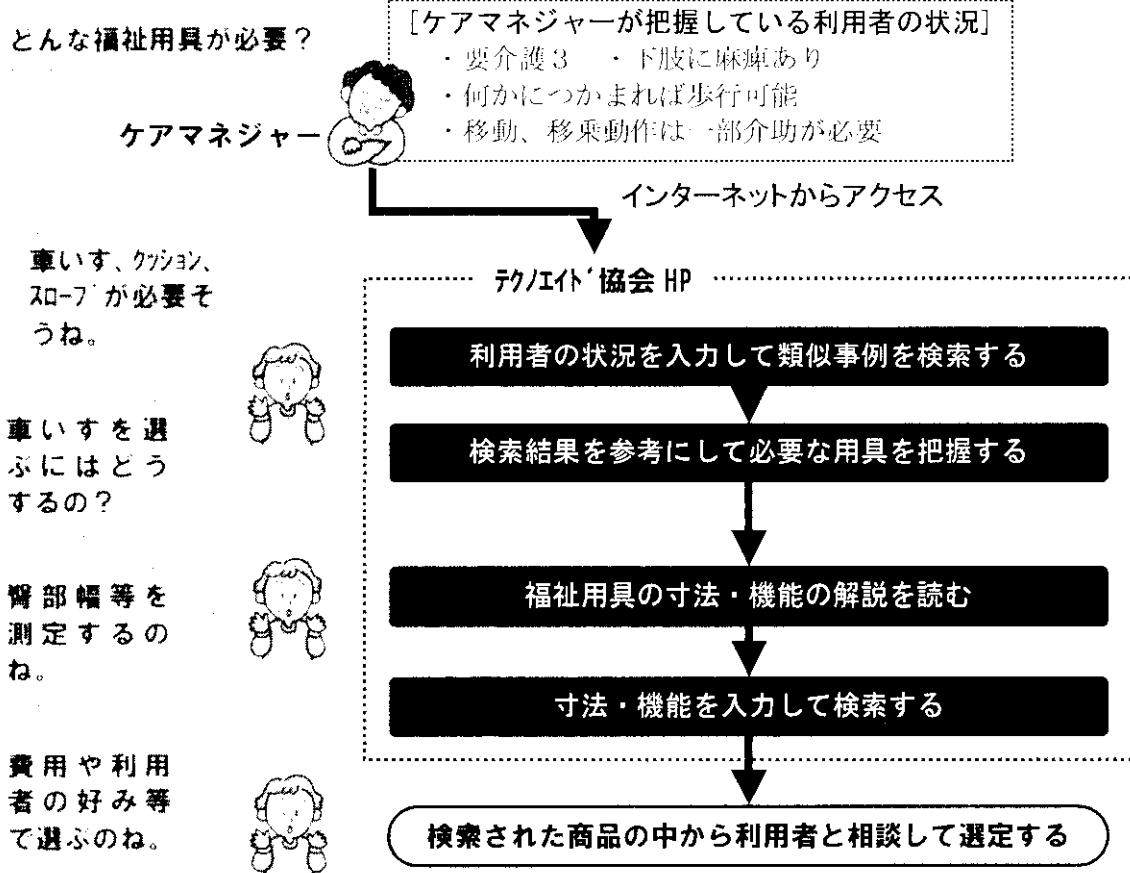 どんな福祉用具が必要？
[ケアマネジャーが把握している利用者の状況]
・要介護３　・下肢に麻痺あり
・何かにつかまれば歩行可能
・移動、移乗動作は一部介助が必要
ケアマネジャー
インターネットからアクセス
車いす、クッション、
スロープが必要そ
うね。
テクノエイド協会 HP
利用者の状況を入力して類似事例を検索する
検索結果を参考にして必要な用具を把握する
車いすを選
ぶにはどう
するの？
福祉用具の寸法・機能の解説を読む
臀部幅等を
測定するの
ね。
寸法・機能を入力して検索する
費用や利用
者の好み等
で選ぶのね。
検索された商品の中から利用者と相談して選定する